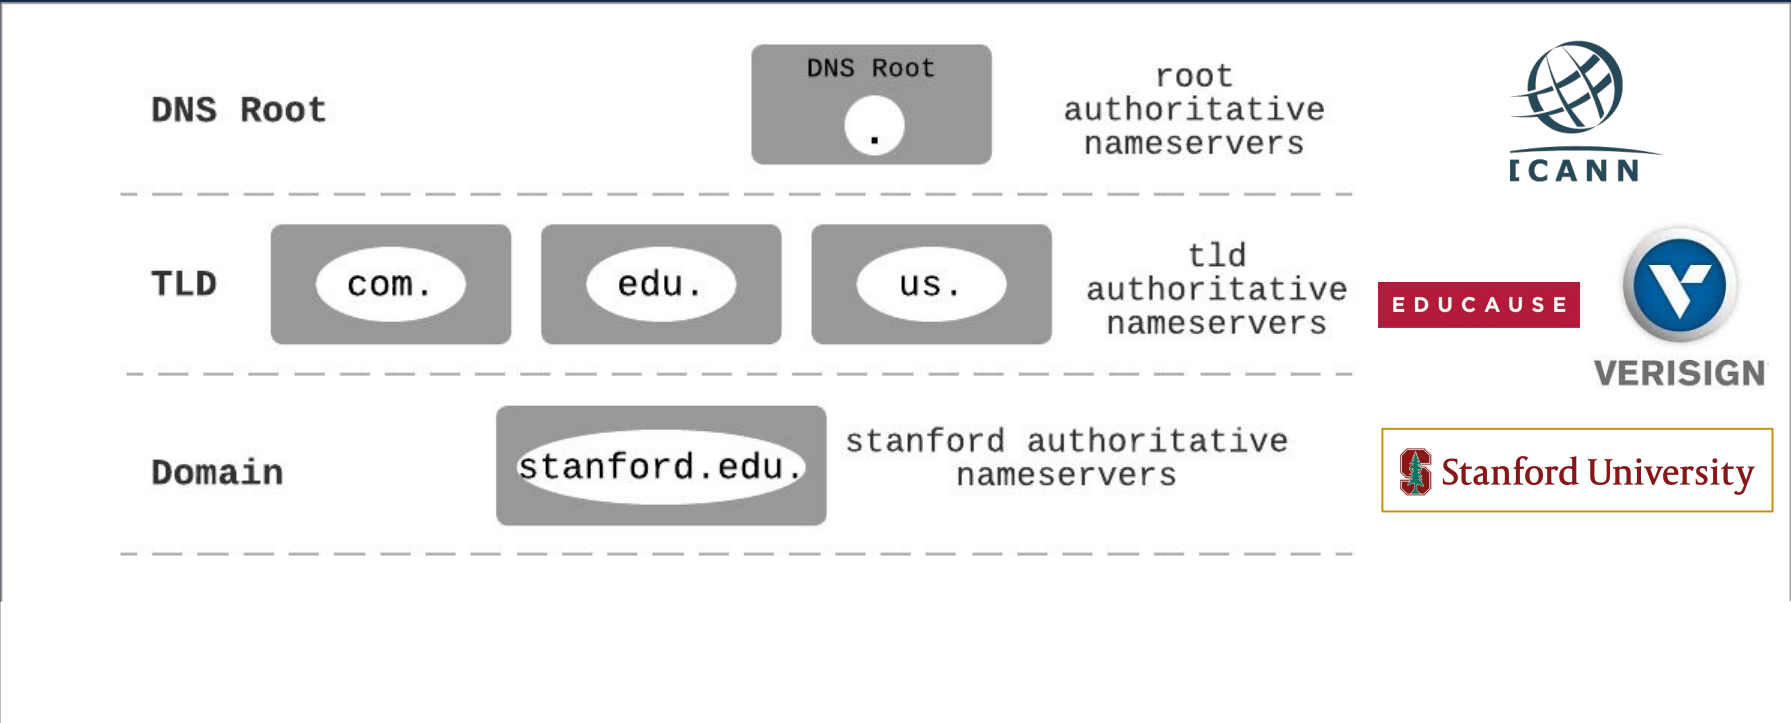 DNS Root
DNS Root
.
root
authoritative
nameservers
ICANN
TLD
com.
edu.
us.
tld
authoritative
nameservers
EDUCAUSE
VERISIGN
Domain
stanford.edu.
stanford authoritative
nameservers
S Stanford University